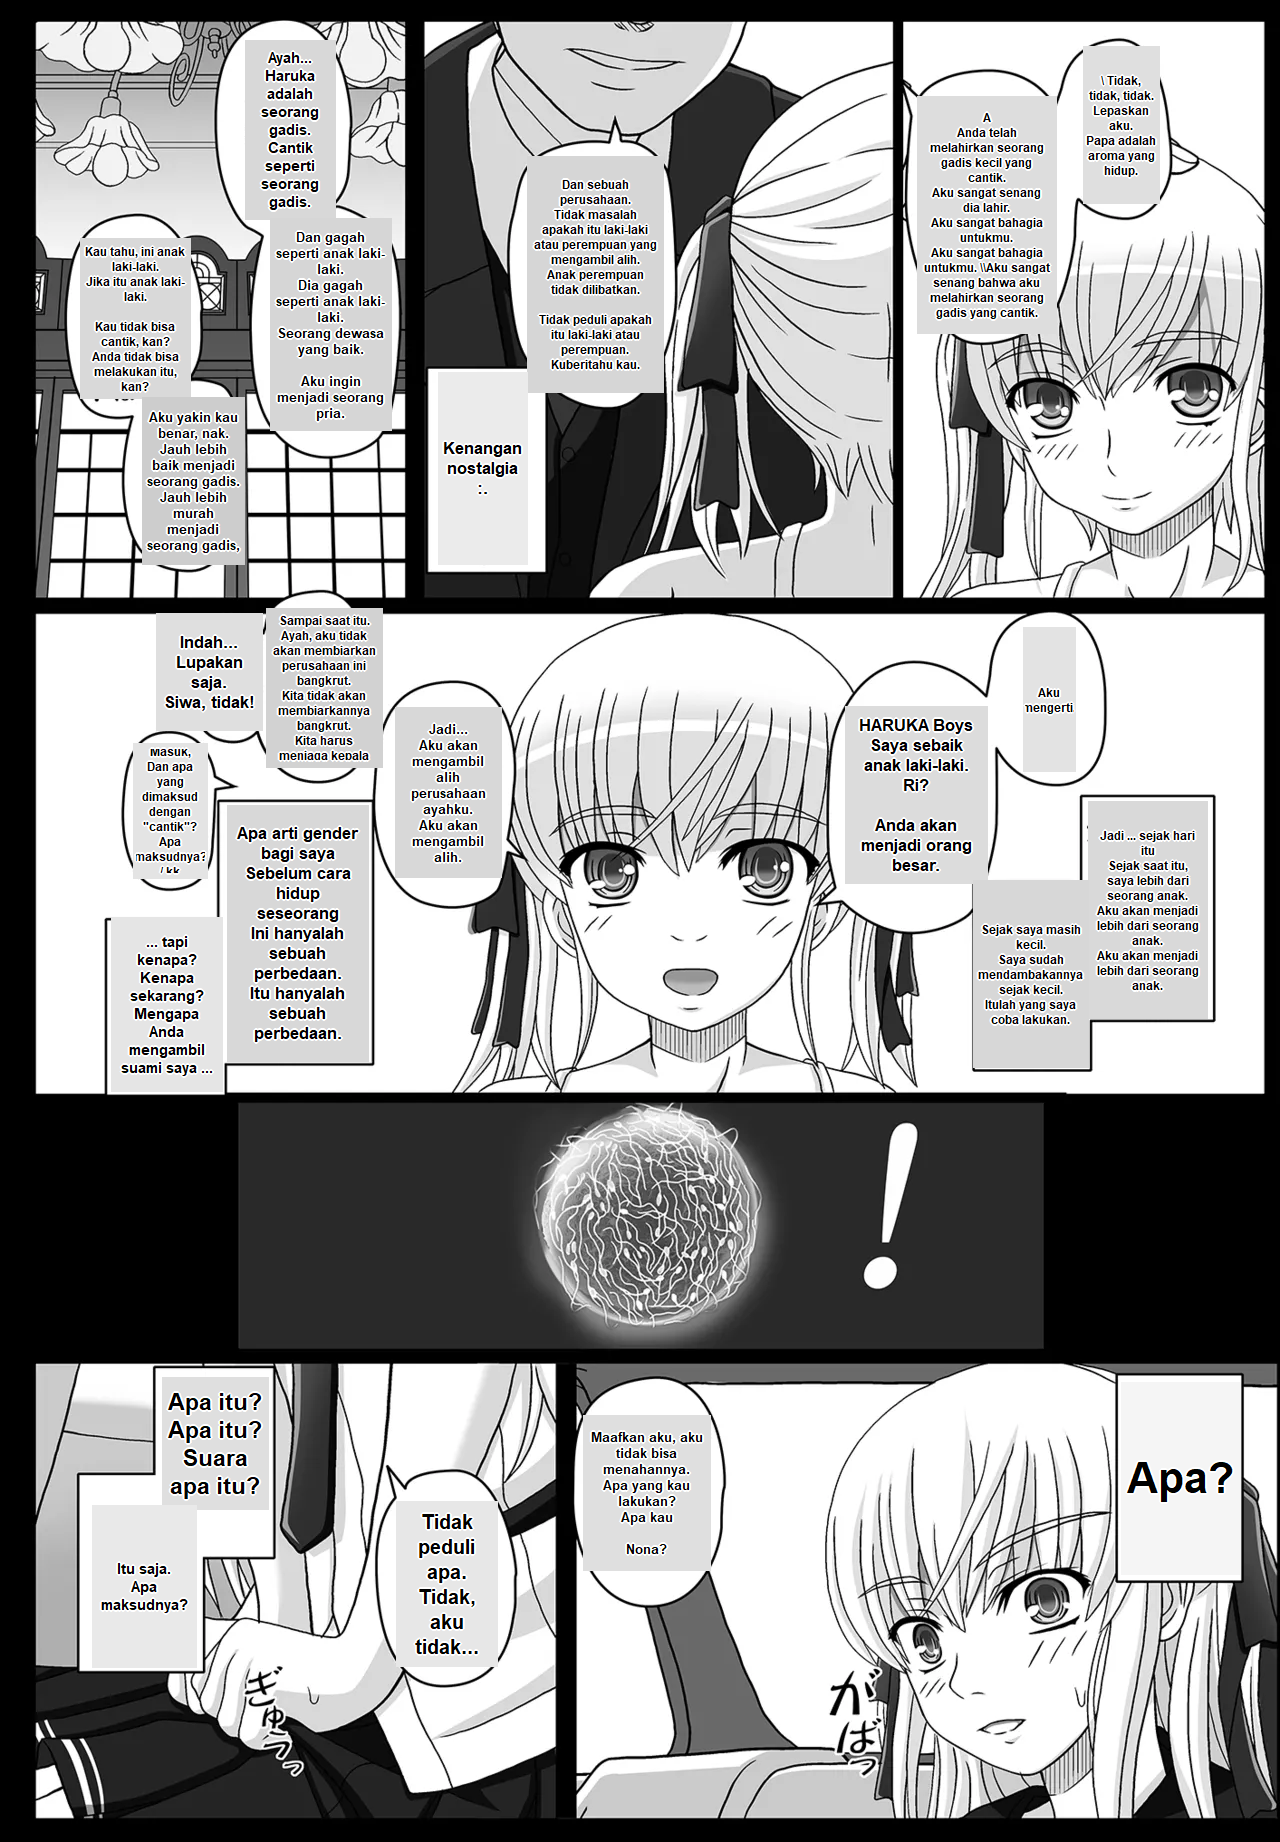 \ Tidak,
tidak, tidak.
Lepaskan
aku.
Papa adalah
aroma yang
hidup.
A
Anda telah
melahirkan seorang
gadis kecil yang
cantik.
Aku sangat senang
dia lahir.
Aku sangat bahagia
untukmu.
Aku sangat bahagia
untukmu. \\Aku sangat
senang bahwa aku
melahirkan seorang
gadis yang cantik.
Dan sebuah
perusahaan.
Tidak masalah
apakah itu laki-laki
atau perempuan yang
mengambil alih.
Anak perempuan
tidak dilibatkan.
Tidak peduli apakah
itu laki-laki atau
perempuan.
Kuberitahu kau.
Kenangan
nostalgia
:.
Ayah...
Haruka
adalah
seorang
gadis.
Cantik
seperti
seorang
gadis.
Dan gagah
seperti anak laki-
laki.
Dia gagah
seperti anak laki-
laki.
Seorang dewasa
yang baik.
Aku ingin
menjadi seorang
pria.
Kau tahu, ini anak
laki-laki.
Jika itu anak laki-
laki.
Kau tidak bisa
cantik, kan?
Anda tidak bisa
melakukan itu,
kan?
Aku yakin kau
benar, nak.
Jauh lebih
baik menjadi
seorang gadis.
Jauh lebih
murah
menjadi
seorang gadis,
Aku
mengerti
HARUKA Boys
Saya sebaik
anak laki-laki.
Ri?
Anda akan
menjadi orang
besar.
Jadi ... sejak hari
itu
Sejak saat itu,
saya lebih dari
seorang anak.
Aku akan menjadi
lebih dari seorang
anak.
Aku akan menjadi
lebih dari seorang
anak.
Sejak saya masih
kecil.
Saya sudah
mendambakannya
sejak kecil.
Itulah yang saya
coba lakukan.
Jadi...
Aku akan
mengambil
alih
perusahaan
ayahku.
Aku akan
mengambil
alih.
Sampai saat itu.
Ayah, aku tidak
akan membiarkan
perusahaan ini
bangkrut.
Kita tidak akan
membiarkannya
bangkrut.
Kita harus
menjaga kepala
Indah...
Lupakan
saja.
Siwa, tidak!
Masuk,
Dan apa
yang
dimaksud
dengan
"cantik"?
Apa
maksudnya?
/ kk
Apa arti gender
bagi saya
Sebelum cara
hidup
seseorang
Ini hanyalah
sebuah
perbedaan.
Itu hanyalah
sebuah
perbedaan.
... tapi
kenapa?
Kenapa
sekarang?
Mengapa
Anda
mengambil
suami saya ...
!
Apa?
Maafkan aku, aku
tidak bisa
menahannya.
Apa yang kau
lakukan?
Apa kau
Nona?
がばっ
Apa itu?
Apa itu?
Suara
apa itu?
Itu saja.
Apa
maksudnya?
Tidak
peduli
apa.
Tidak,
aku
tidak...
ぎゅうっ